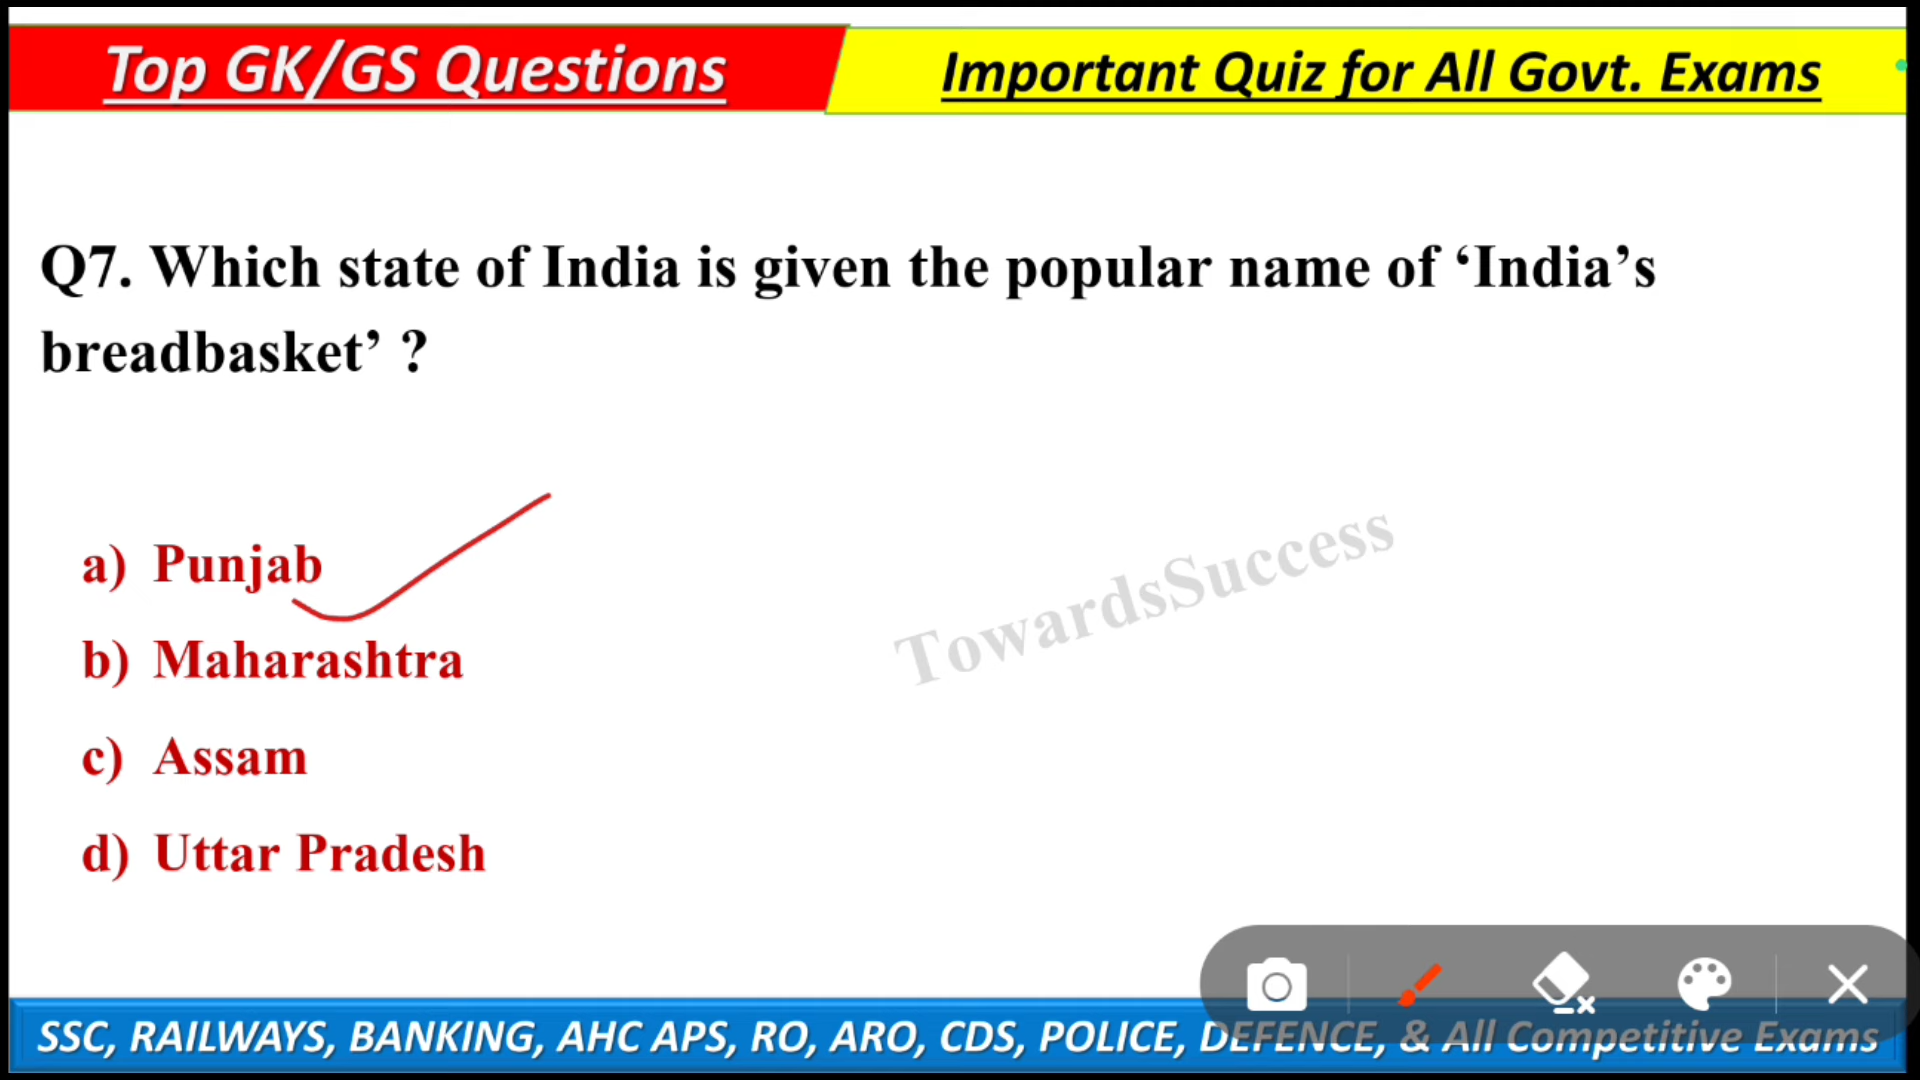 Top GK/GS Questions
Important Quiz for All Govt. Exams
Q7. Which state of India is given the popular name of ‘India’s
breadbasket’ ?
a) Punjab
b) Maharashtra
c) Assam
d) Uttar Pradesh
TowardsSuccess
SSC, RAILWAYS, BANKING, AHC APS, RO, ARO, CDS, POLICE, DEFENCE, & All Competitive Exams